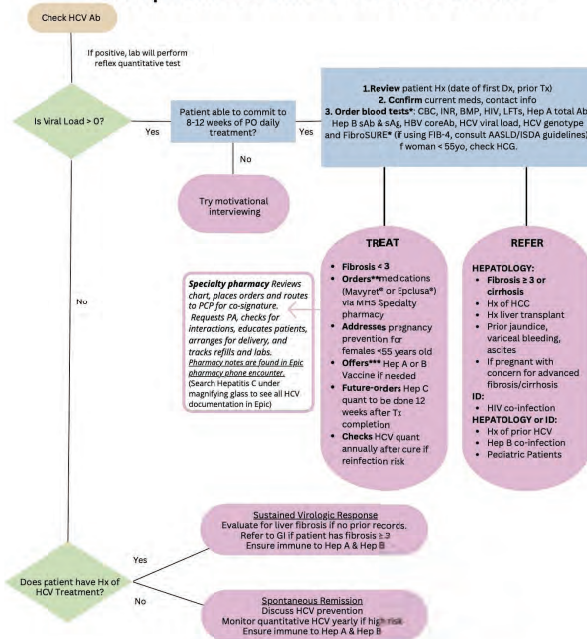 Check HCV Ab
If positive, lab will perform
reflex quantitative test
Is Viral Load > 0?
Yes
Patient able to commit to
8-12 weeks of PO daily
treatment?
Yes
1.Review patient Hx (date of first Dx, prior Tx)
2. Confirm current meds, contact info
3. Order blood tests*: CBC, INR, BMP, HIV, LFTs, Hep A total Ab
Hep B sAb & sAg, HBV coreAb, HCV viral load, HCV genotype
and FibroSURE* (if using FIB-4, consult AASLD/ISDA guidelines)
f woman < 55yo, check HCG.
No
Try motivational
interviewing
No
Specialty pharmacy Reviews
chart, places orders and routes
to PCP for co-signature.
Requests PA, checks for
interactions, educates patients,
arranges for delivery, and
tracks refills and labs.
Pharmacy notes are found in Epic
pharmacy phone encounter.
(Search Hepatitis C under
magnifying glass to see all HCV
documentation in Epic)
TREAT
• Fibrosis < 3
• Orders**medications
(Mavyret® or Epclusa®)
via MHS Specialty
pharmacy
• Addresses pregnancy
prevention for
females <55 years old
• Offers*** Hep A or B
Vaccine if needed
• Future-orders Hep C
quant to be done 12
weeks after Tx
completion
• Checks HCV quant
annually after cure if
reinfection risk
REFER
HEPATOLOGY:
• Fibrosis ≥ 3 or
cirrhosis
• Hx of HCC
• Hx liver transplant
• Prior jaundice,
variceal bleeding,
ascites
• If pregnant with
concern for advanced
fibrosis/cirrhosis
ID:
• HIV co-infection
HEPATOLOGY or ID:
• Hx of prior HCV
• Hep B co-infection
• Pediatric Patients
Does patient have Hx of
HCV Treatment?
Yes
Sustained Virologic Response
Evaluate for liver fibrosis if no prior records.
Refer to GI if patient has fibrosis ≥ 3
Ensure immune to Hep A & Hep B
No
Spontaneous Remission
Discuss HCV prevention
Monitor quantitative HCV yearly if high risk
Ensure immune to Hep A & Hep B